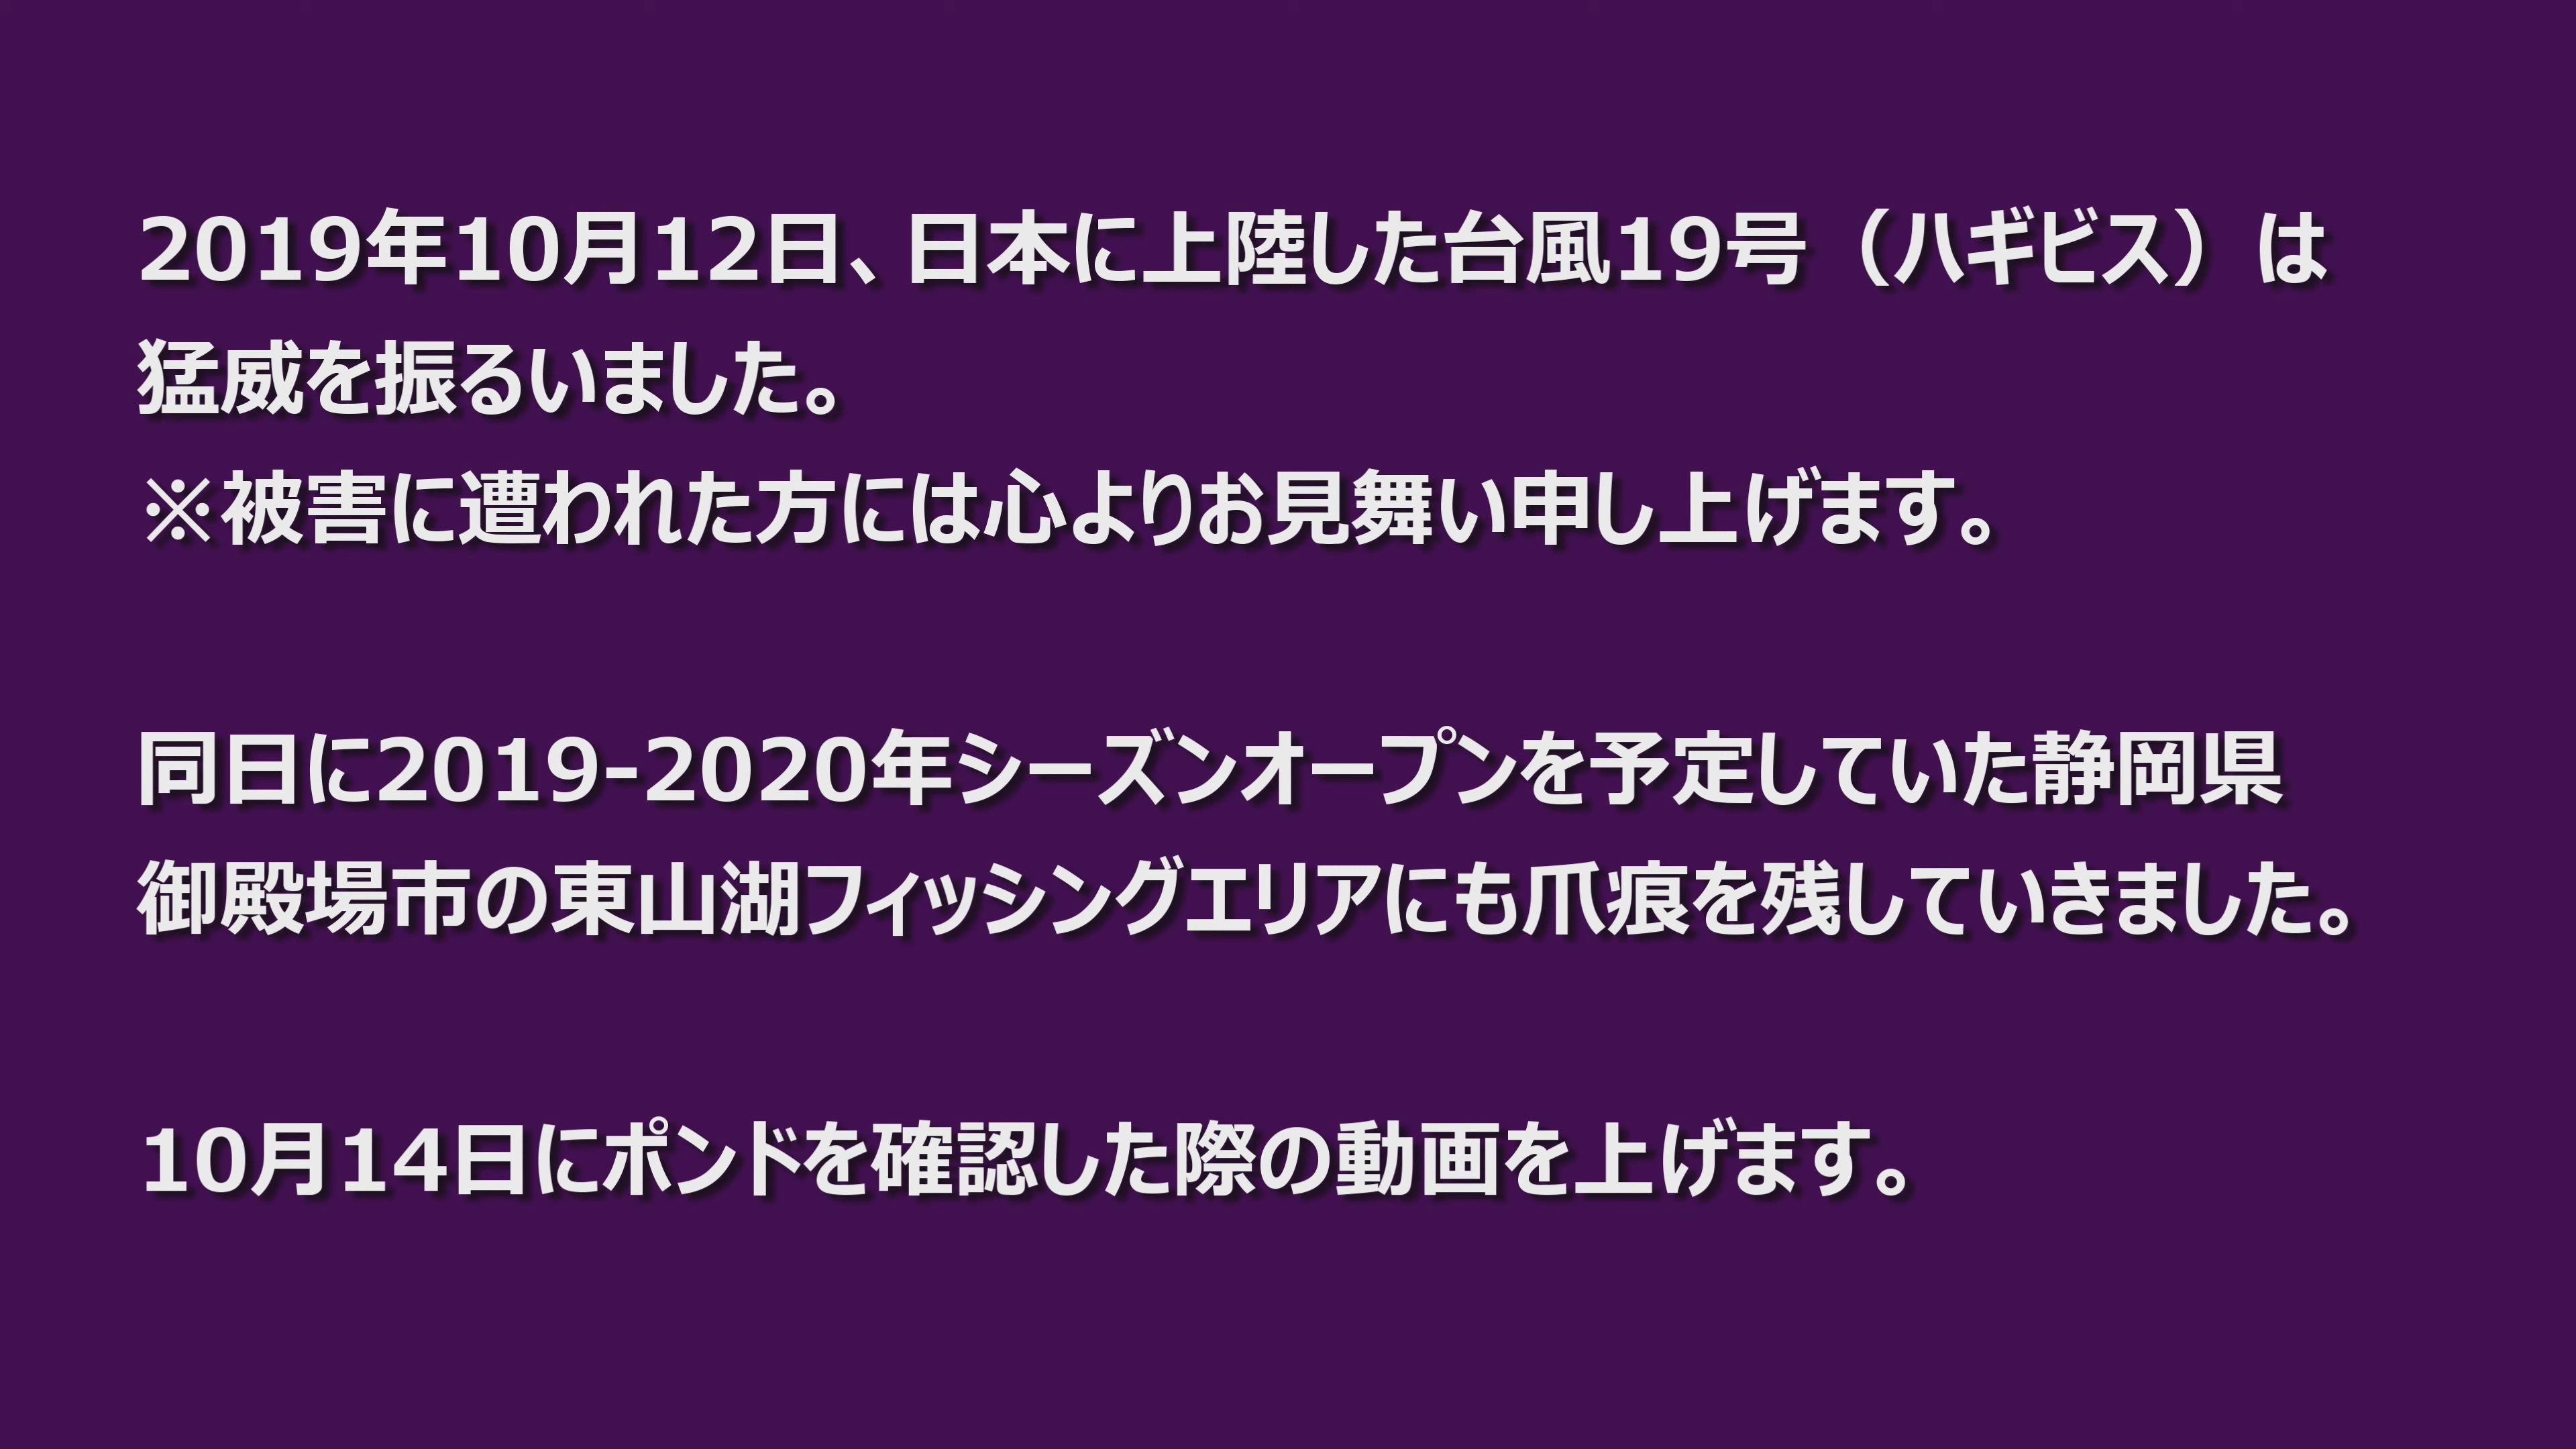 2019年10月12日、日本に上陸した台風19号（ハギビス）は
猛威を振るいました。
※被害に遭われた方には心よりお見舞い申し上げます。
同日に2019-2020年シーズンオープンを予定していた静岡県
御殿場市の東山湖フィッシングエリアにも爪痕を残していきました。
10月14日にポンドを確認した際の動画を上げます。